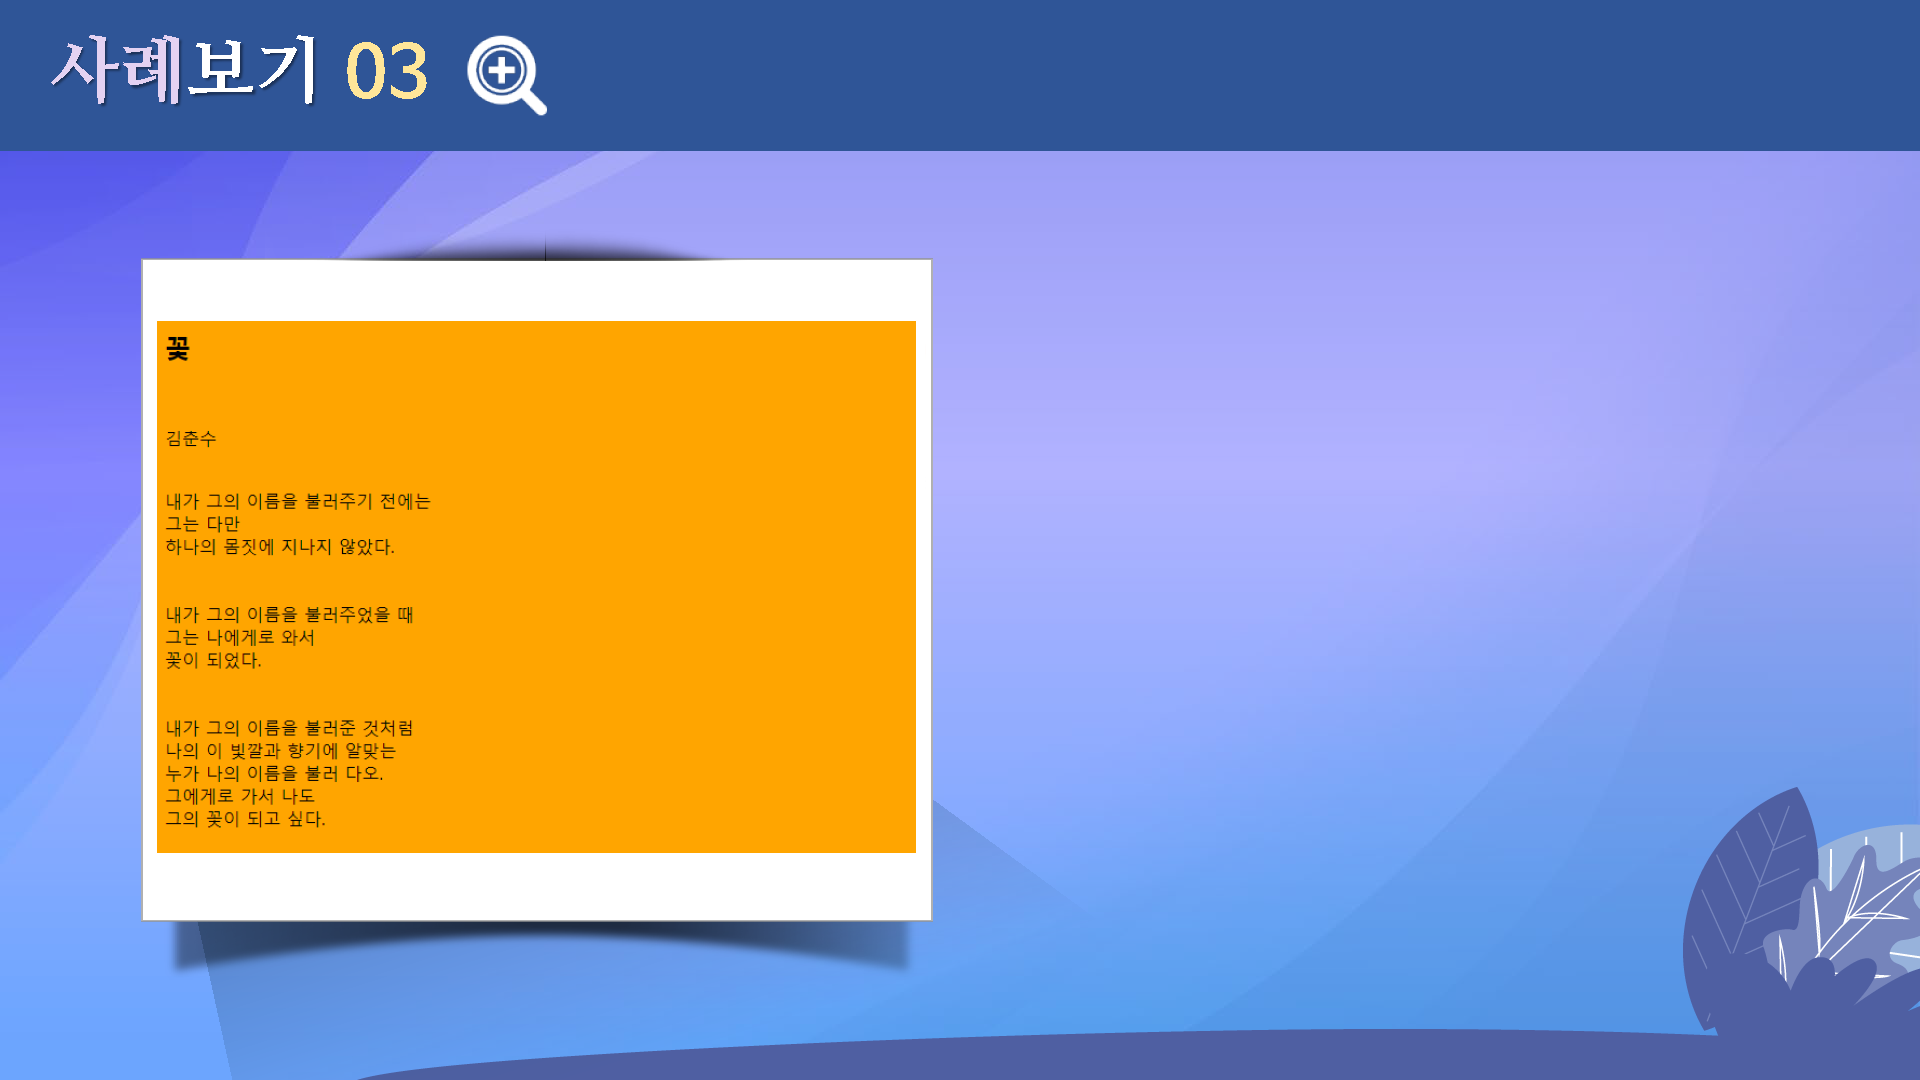 사례보기 03
꽃
김춘수
내가 그의 이름을 불러주기 전에는
그는 다만
하나의 몸짓에 지나지 않았다.
내가 그의 이름을 불러주었을 때
그는 나에게로 와서
꽃이 되었다.
내가 그의 이름을 불러준 것처럼
나의 이 빛깔과 향기에 알맞는
누가 나의 이름을 불러 다오.
그에게로 가서 나도
그의 꽃이 되고 싶다.